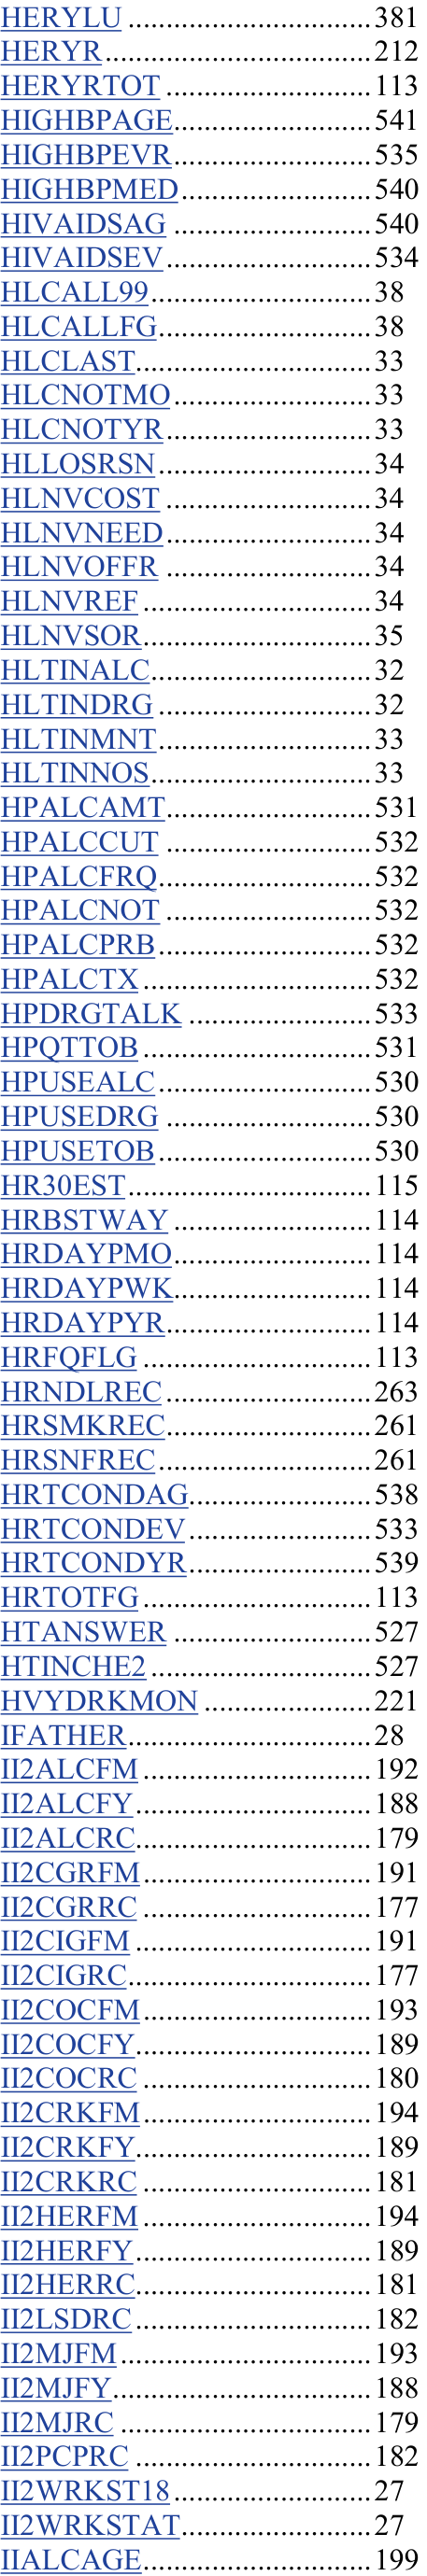 HERYLU ................................ 381
HERYR................................... 212
HERYRTOT ........................... 113
HIGHBPAGE.......................... 541
HIGHBPEVR.......................... 535
HIGHBPMED......................... 540
HIVAIDSAG .......................... 540
HIVAIDSEV ........................... 534
HLCALL99............................. 38
HLCALLFG............................ 38
HLCLAST............................... 33
HLCNOTMO .......................... 33
HLCNOTYR ........................... 33
HLLOSRSN ............................ 34
HLNVCOST ........................... 34
HLNVNEED ........................... 34
HLNVOFFR ........................... 34
HLNVREF .............................. 34
HLNVSOR.............................. 35
HLTINALC............................. 32
HLTINDRG ............................ 32
HLTINMNT............................ 33
HLTINNOS............................. 33
HPALCAMT........................... 531
HPALCCUT ........................... 532
HPALCFRQ............................ 532
HPALCNOT ........................... 532
HPALCPRB ............................ 532
HPALCTX .............................. 532
HPDRGTALK ........................ 533
HPQTTOB .............................. 531
HPUSEALC ............................ 530
HPUSEDRG ........................... 530
HPUSETOB ............................ 530
HR30EST................................ 115
HRBSTWAY .......................... 114
HRDAYPMO .......................... 114
HRDAYPWK.......................... 114
HRDAYPYR........................... 114
HRFQFLG .............................. 113
HRNDLREC ........................... 263
HRSMKREC........................... 261
HRSNFREC ............................ 261
HRTCONDAG........................ 538
HRTCONDEV ........................ 533
HRTCONDYR........................ 539
HRTOTFG .............................. 113
HTANSWER .......................... 527
HTINCHE2 ............................. 527
HVYDRKMON ...................... 221
IFATHER................................ 28
II2ALCFM .............................. 192
II2ALCFY ............................... 188
II2ALCRC............................... 179
II2CGRFM .............................. 191
II2CGRRC .............................. 177
II2CIGFM ............................... 191
II2CIGRC................................ 177
II2COCFM .............................. 193
II2COCFY............................... 189
II2COCRC .............................. 180
II2CRKFM .............................. 194
II2CRKFY............................... 189
II2CRKRC .............................. 181
II2HERFM .............................. 194
II2HERFY ............................... 189
II2HERRC............................... 181
II2LSDRC ............................... 182
II2MJFM ................................. 193
II2MJFY.................................. 188
II2MJRC ................................. 179
II2PCPRC ............................... 182
II2WRKST18 .......................... 27
II2WRKSTAT......................... 27
IIALCAGE.............................. 199